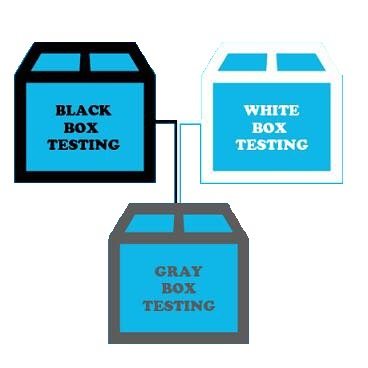 BLACK
BOX
TESTING
WHITE
BOX
TESTING
GRAY
BOX
TESTING